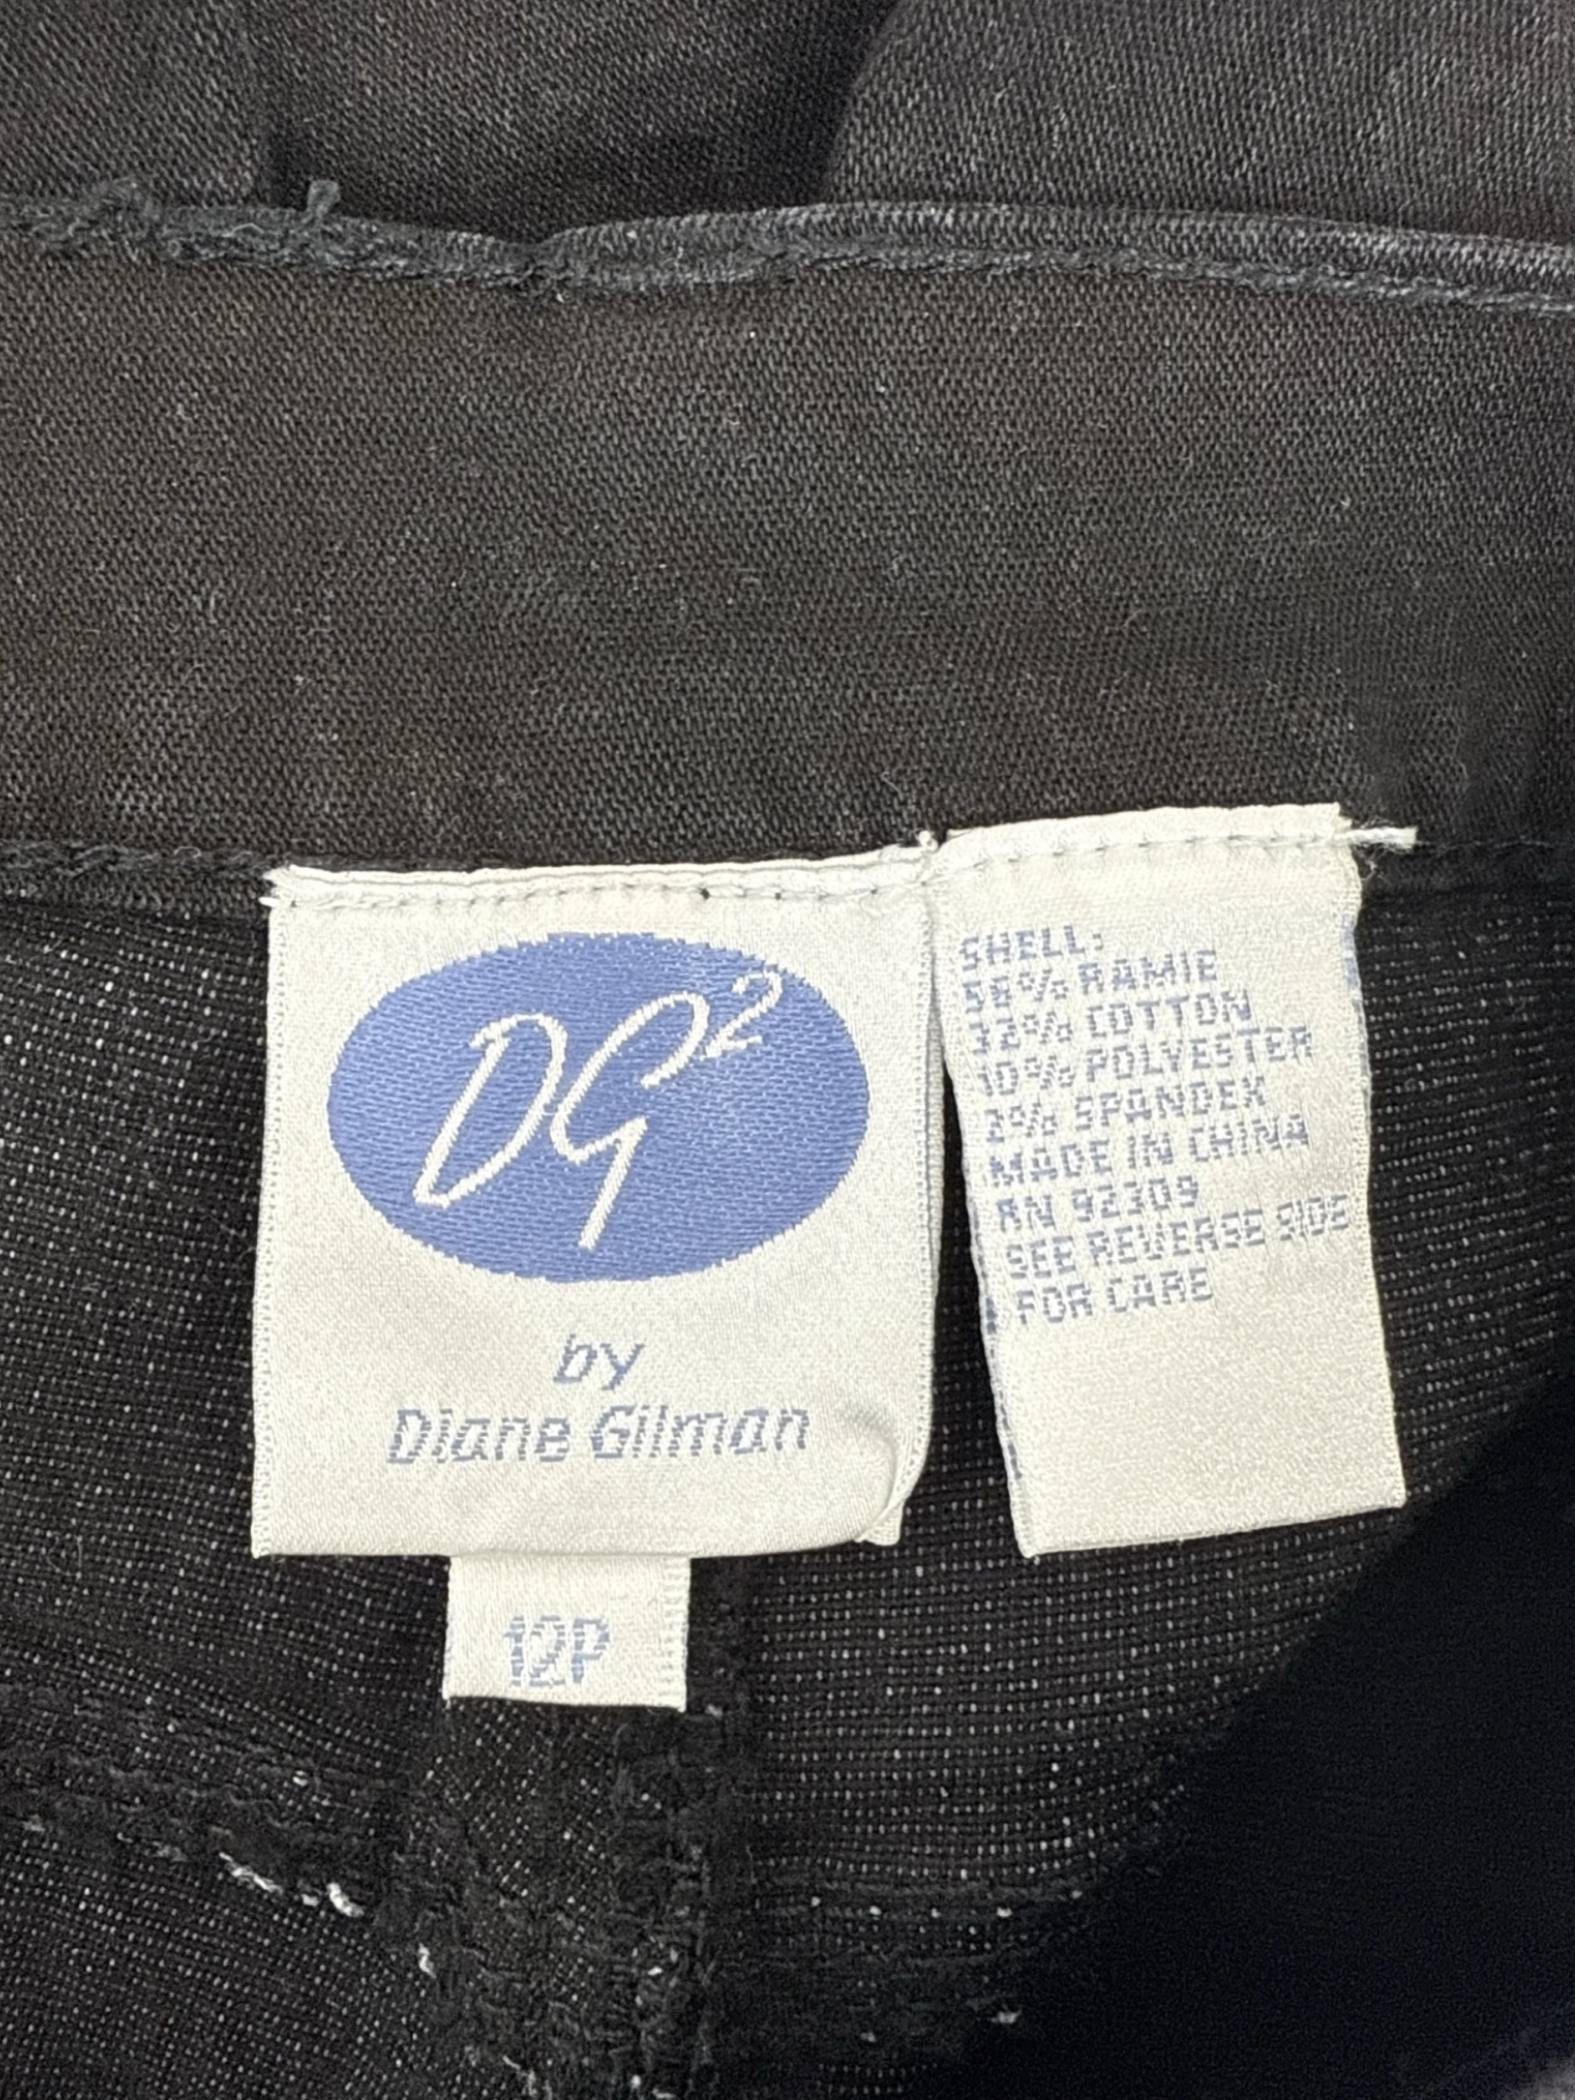 DG²
by
Diane Gilman
12P
SHELL:
56% RAMIE
32% COTTON
10% POLYESTER
2% SPANDEX
MADE IN CHINA
RN 92309
SEE REVERSE SIDE
FOR CARE